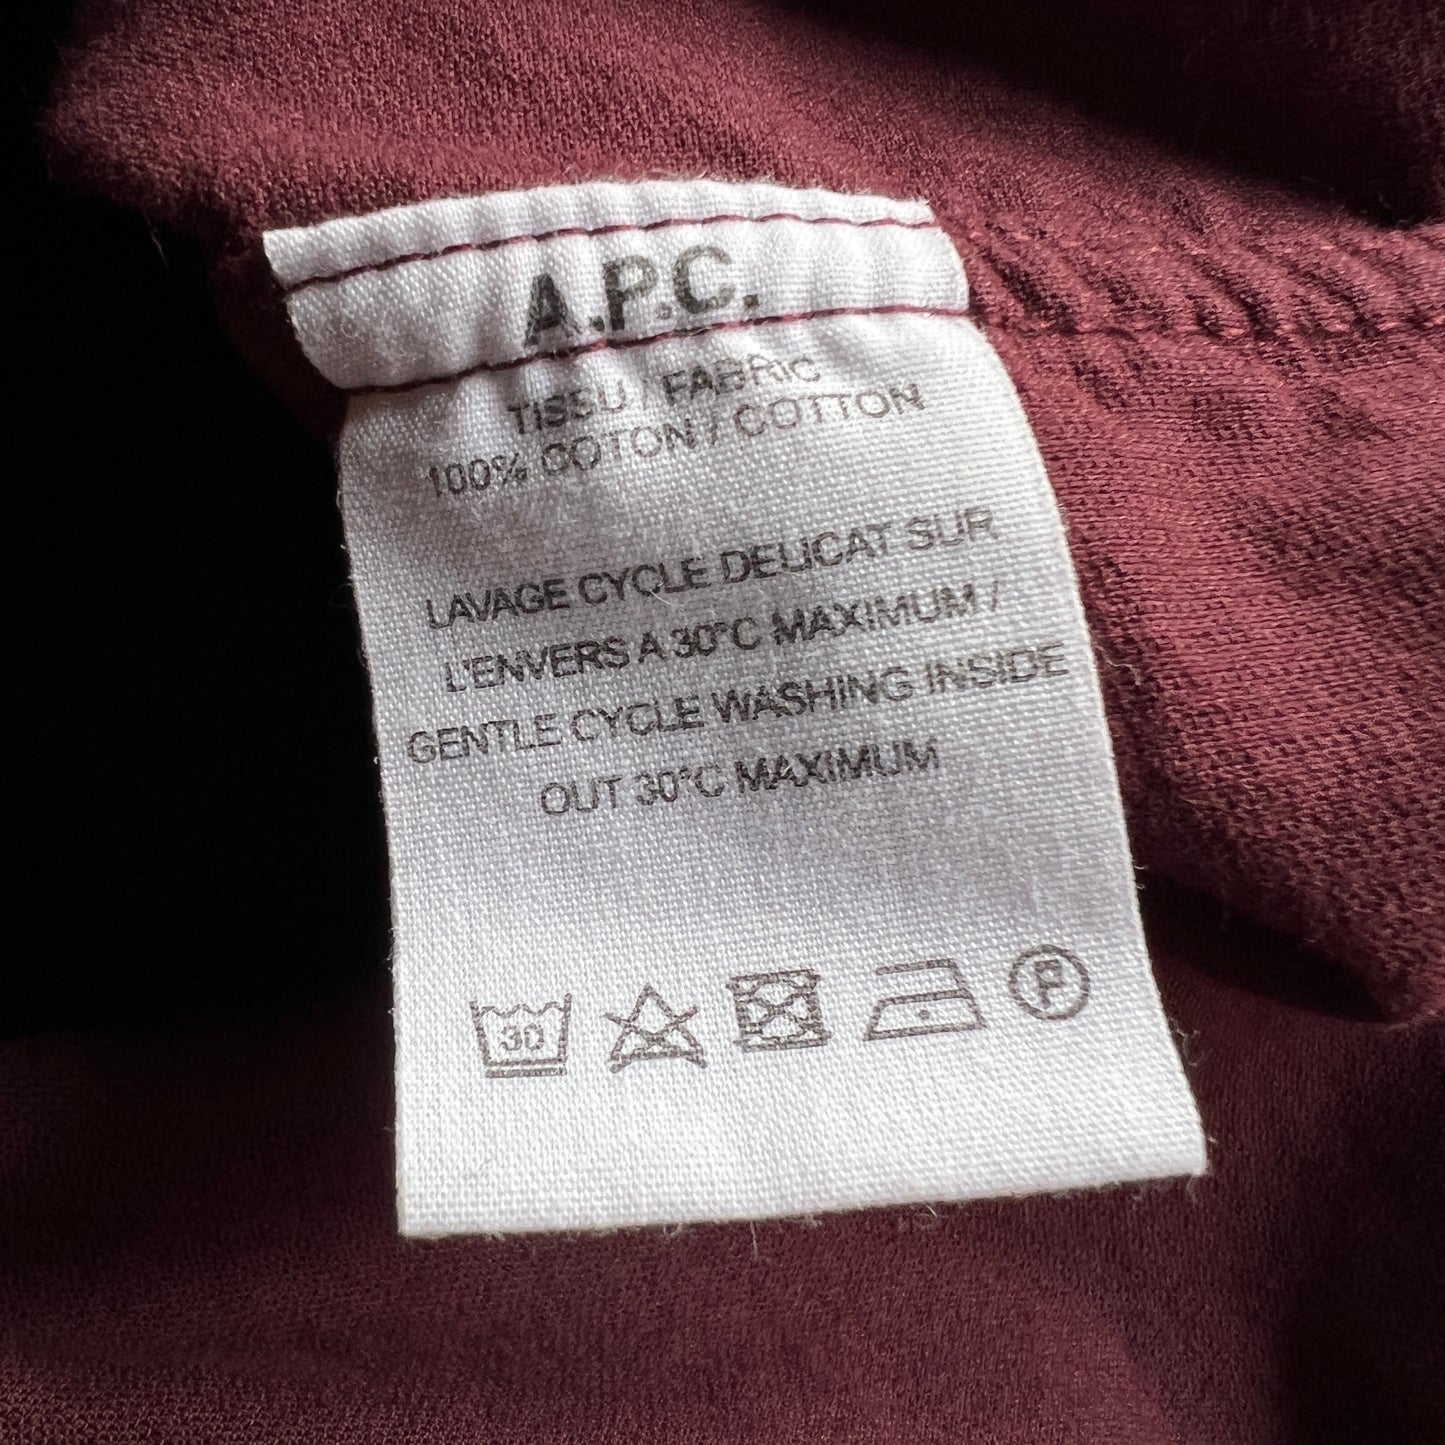 A.P.C.
TISSU / FABRIC
100% COTON / COTTON
LAVAGE CYCLE DELICAT SUR
L'ENVERS A 30°C MAXIMUM /
GENTLE CYCLE WASHING INSIDE
OUT 30°C MAXIMUM
30 P